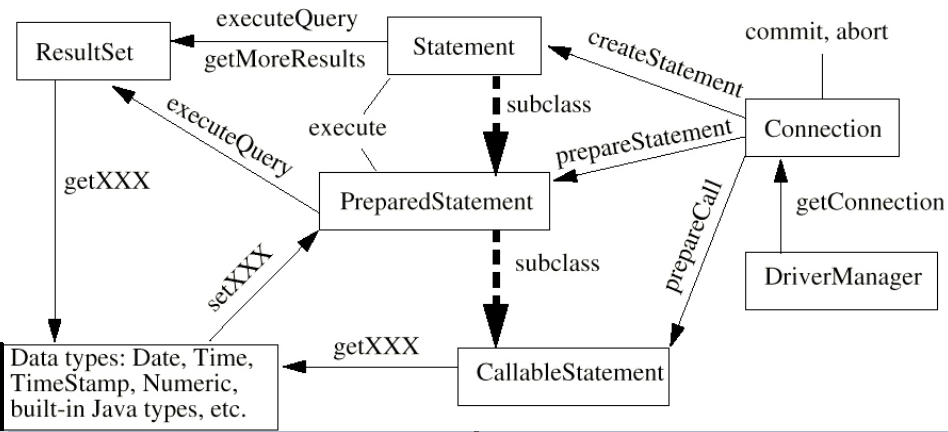 executeQuery
commit, abort
ResultSet
Statement
createStatement
getMoreResults
executeQuery
subclass
execute
Connection
prepareStatement
getXXX
PreparedStatement
prepareCall
getConnection
setXXX
subclass
DriverManager
getXXX
Data types: Date, Time,
TimeStamp, Numeric,
built-in Java types, etc.
CallableStatement